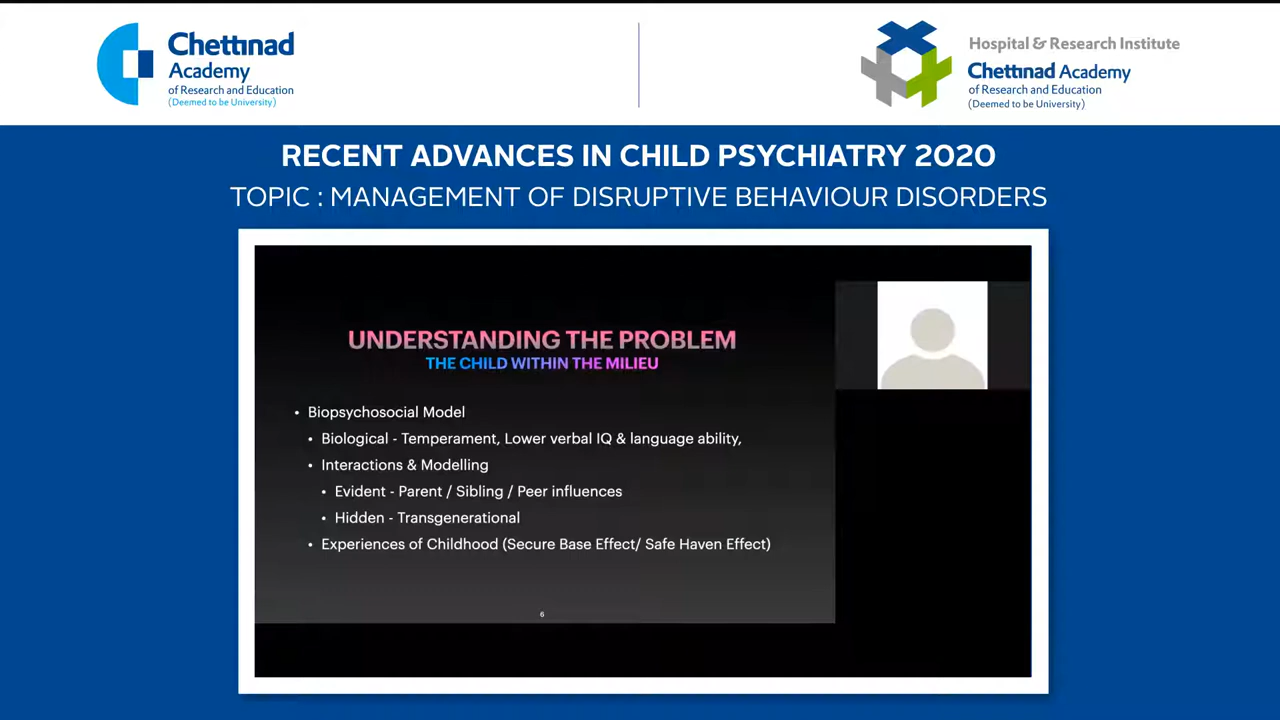 Chettinad
Academy
of Research and Education
(Deemed to be University)
Hospital & Research Institute
Chettinad Academy
of Research and Education
(Deemed to be University)
RECENT ADVANCES IN CHILD PSYCHIATRY 2020
TOPIC : MANAGEMENT OF DISRUPTIVE BEHAVIOUR DISORDERS
UNDERSTANDING THE PROBLEM
THE CHILD WITHIN THE MILIEU
• Biopsychosocial Model
• Biological - Temperament, Lower verbal IQ & language ability,
• Interactions & Modelling
• Evident - Parent / Sibling / Peer influences
• Hidden - Transgenerational
• Experiences of Childhood (Secure Base Effect/ Safe Haven Effect)
6